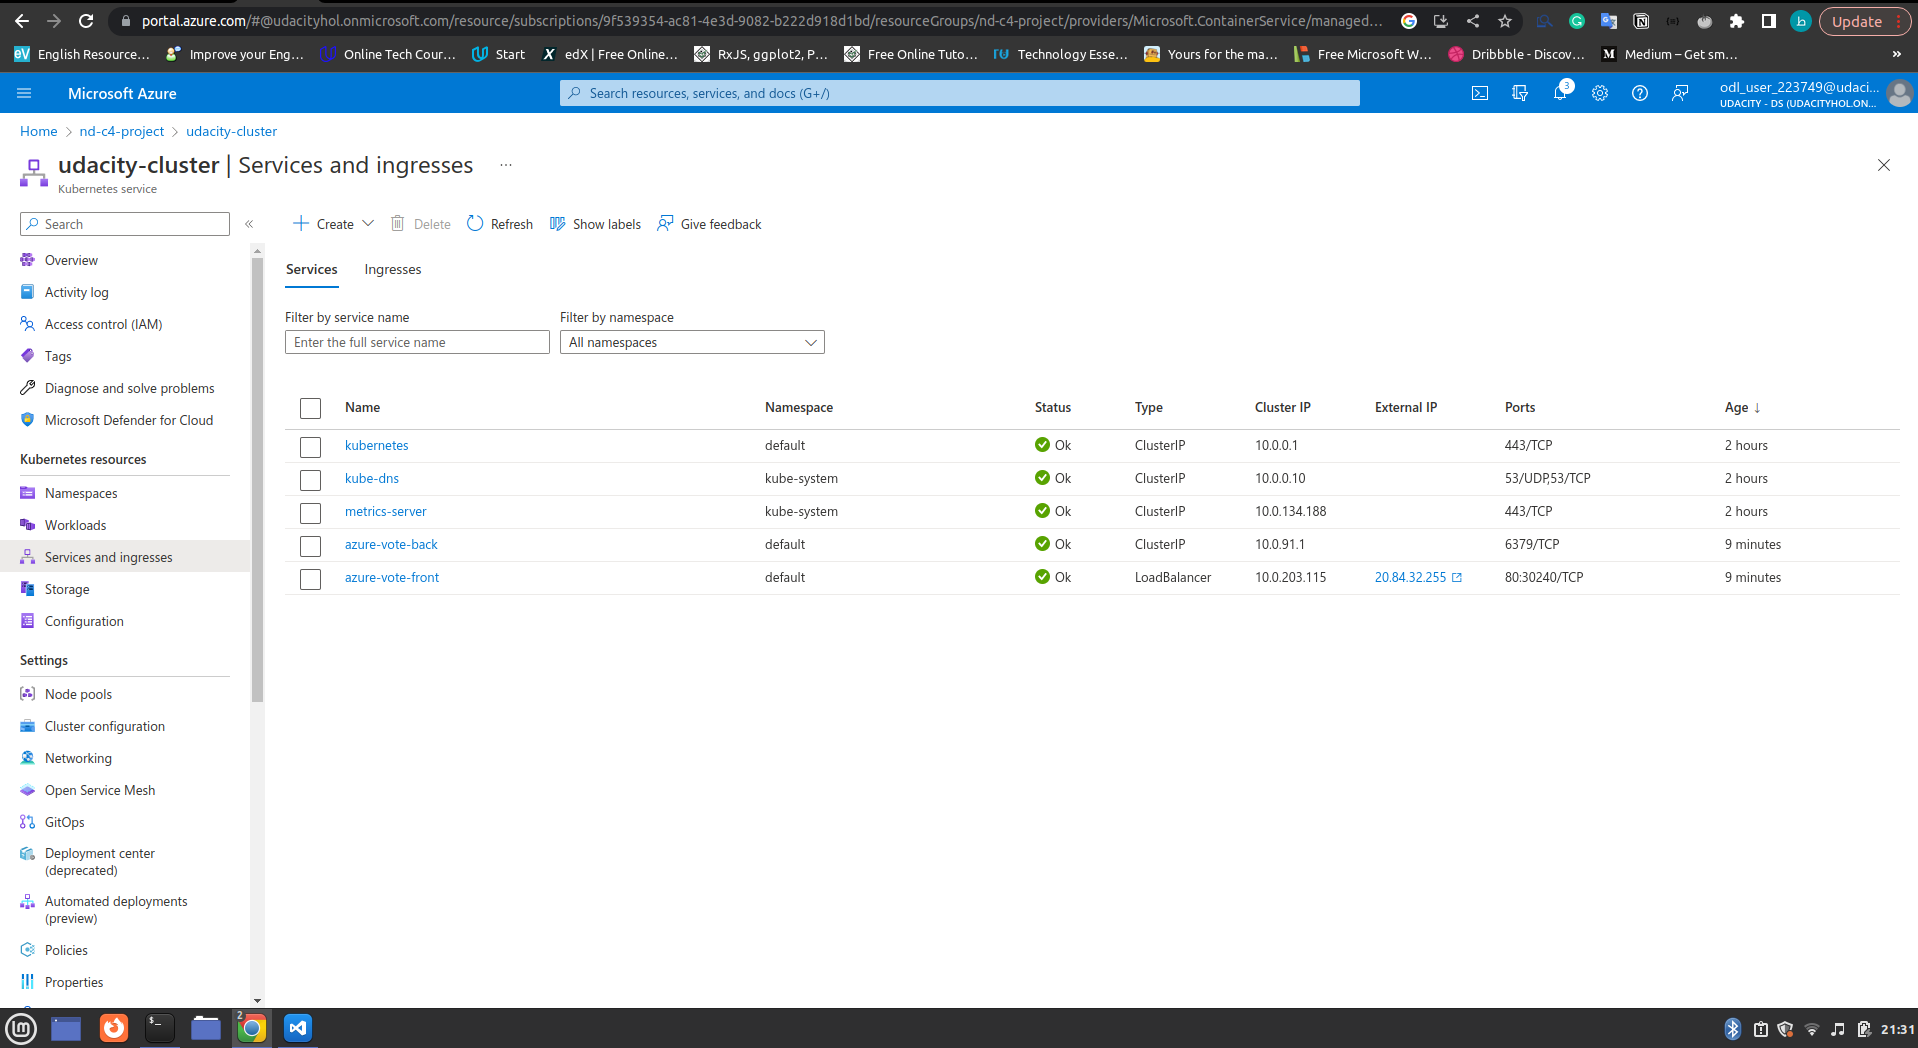 portal.azure.com/#@udacityhol.onmicrosoft.com/resource/subscriptions/9f539354-ac81-4e3d-9082-b222d918d1bd/resourceGroups/nd-c4-project/providers/Microsoft.ContainerService/managed...
b
Update
English Resource...
Improve your Eng...
Online Tech Cour...
Start
edX | Free Online...
RxJS, ggplot2, P...
Free Online Tuto...
Technology Esse...
Yours for the ma...
Free Microsoft W...
Dribbble – Discov...
Medium – Get sm...
»
Microsoft Azure
Search resources, services, and docs (G+/)
3
odl_user_223749@udaci...
UDACITY - DS (UDACITYHOL.ON...
Home > nd-c4-project > udacity-cluster
udacity-cluster | Services and ingresses ...
Kubernetes service
Search
«
Create
Delete
Refresh
Show labels
Give feedback
Overview
Activity log
Access control (IAM)
Tags
Diagnose and solve problems
Microsoft Defender for Cloud
Kubernetes resources
Namespaces
Workloads
Services and ingresses
Storage
Configuration
Settings
Node pools
Cluster configuration
Networking
Open Service Mesh
GitOps
Deployment center
(deprecated)
Automated deployments
(preview)
Policies
Properties
Services Ingresses
Filter by service name
Enter the full service name
Filter by namespace
All namespaces
Name Namespace Status Type Cluster IP External IP Ports Age ↓
kubernetes default Ok ClusterIP 10.0.0.1 443/TCP 2 hours
kube-dns kube-system Ok ClusterIP 10.0.0.10 53/UDP,53/TCP 2 hours
metrics-server kube-system Ok ClusterIP 10.0.134.188 443/TCP 2 hours
azure-vote-back default Ok ClusterIP 10.0.91.1 6379/TCP 9 minutes
azure-vote-front default Ok LoadBalancer 10.0.203.115 20.84.32.255 80:30240/TCP 9 minutes
2
21:31